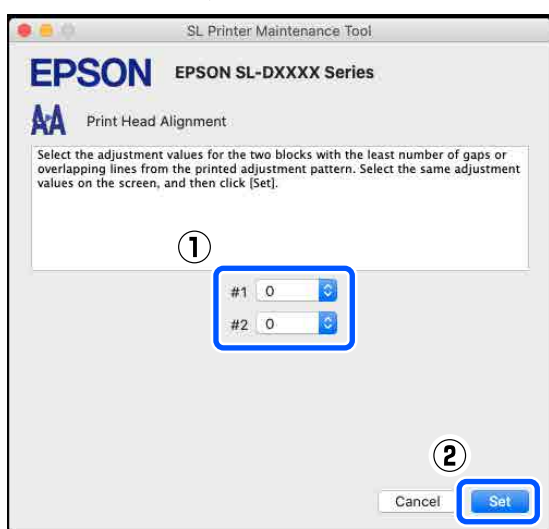 SL Printer Maintenance Tool
EPSON EPSON SL-DXXXX Series
Print Head Alignment
Select the adjustment values for the two blocks with the least number of gaps or
overlapping lines from the printed adjustment pattern. Select the same adjustment
values on the screen, and then click [Set].
①
#1 0
#2 0
②
Cancel Set